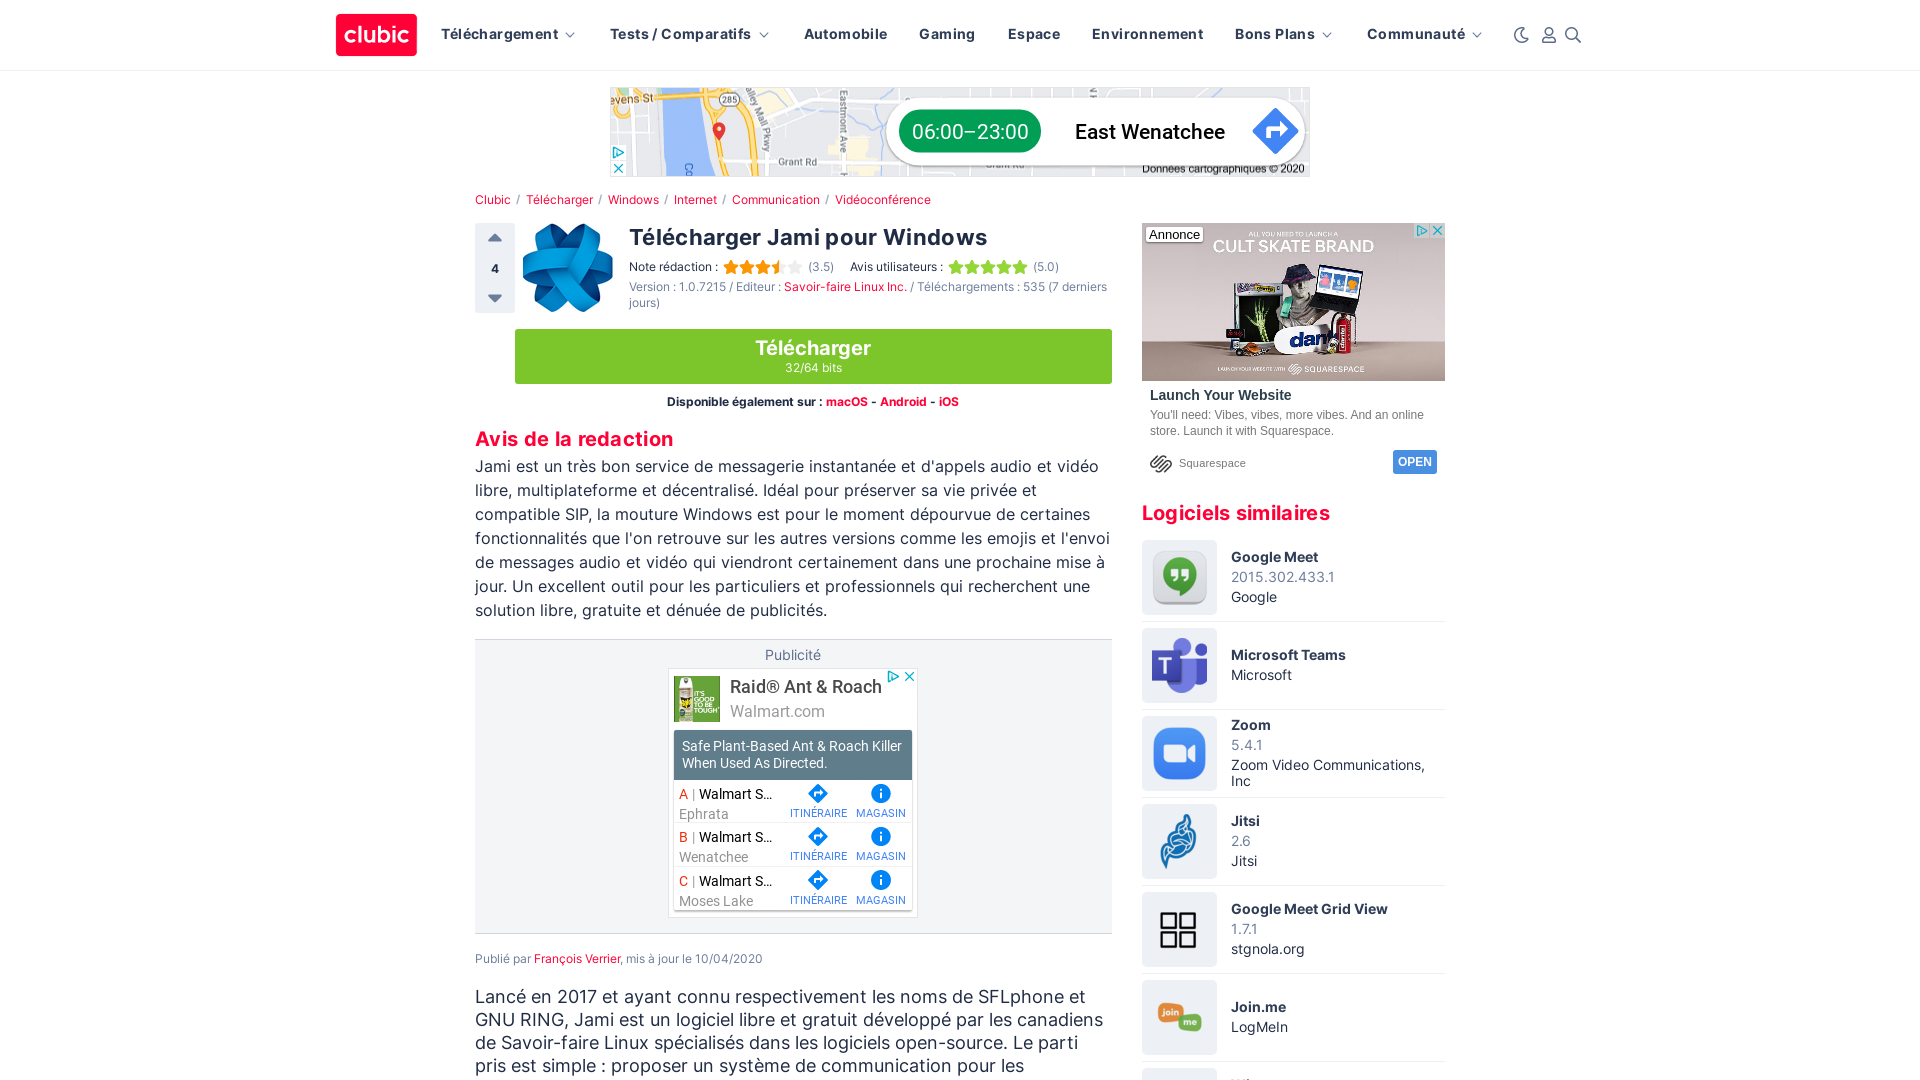 clubic
Téléchargement
Tests / Comparatifs
Automobile
Gaming
Espace
Environnement
Bons Plans
Communauté
285
Eastmont Ave
Grant Rd
Grant Rd
06:00–23:00
East Wenatchee
Données cartographiques © 2020
Clubic / Télécharger / Windows / Internet / Communication / Vidéoconférence
4
Télécharger Jami pour Windows
Note rédaction : (3.5) Avis utilisateurs : (5.0)
Version : 1.0.7215 / Editeur : Savoir-faire Linux Inc. / Téléchargements : 535 (7 derniers
jours)
Télécharger
32/64 bits
Disponible également sur : macOS - Android - iOS
Avis de la redaction
Jami est un très bon service de messagerie instantanée et d'appels audio et vidéo
libre, multiplateforme et décentralisé. Idéal pour préserver sa vie privée et
compatible SIP, la mouture Windows est pour le moment dépourvue de certaines
fonctionnalités que l'on retrouve sur les autres versions comme les emojis et l'envoi
de messages audio et vidéo qui viendront certainement dans une prochaine mise à
jour. Un excellent outil pour les particuliers et professionnels qui recherchent une
solution libre, gratuite et dénuée de publicités.
Publicité
IT'S
GOOD
TO BE
TOUGH
Raid® Ant & Roach
Walmart.com
Safe Plant-Based Ant & Roach Killer
When Used As Directed.
A | Walmart S...
Ephrata
ITINÉRAIRE
MAGASIN
B | Walmart S...
Wenatchee
ITINÉRAIRE
MAGASIN
C | Walmart S...
Moses Lake
ITINÉRAIRE
MAGASIN
Publié par François Verrier, mis à jour le 10/04/2020
Lancé en 2017 et ayant connu respectivement les noms de SFLphone et
GNU RING, Jami est un logiciel libre et gratuit développé par les canadiens
de Savoir-faire Linux spécialisés dans les logiciels open-source. Le parti
pris est simple : proposer un système de communication pour les
Annonce
ALL YOU NEED TO LAUNCH A
CULT SKATE BRAND
LAUNCH YOUR WEBSITE WITH SQUARESPACE
Launch Your Website
You'll need: Vibes, vibes, more vibes. And an online
store. Launch it with Squarespace.
Squarespace
OPEN
Logiciels similaires
Google Meet
2015.302.433.1
Google
T
Microsoft Teams
Microsoft
Zoom
5.4.1
Zoom Video Communications,
Inc
Jitsi
2.6
Jitsi
Google Meet Grid View
1.7.1
stgnola.org
join
me
Join.me
LogMeIn